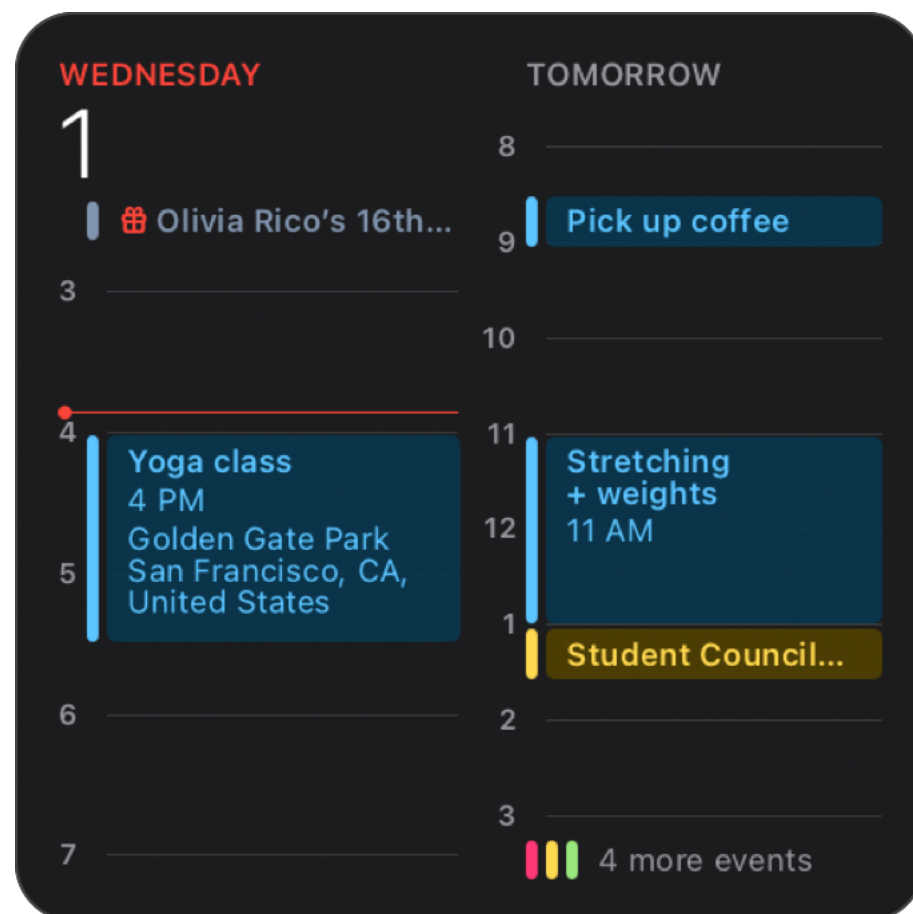 WEDNESDAY
1
Olivia Rico’s 16th...
3
4
Yoga class
4 PM
Golden Gate Park
San Francisco, CA,
United States
5
6
7
TOMORROW
8
Pick up coffee
9
10
11
Stretching
+ weights
11 AM
12
1
Student Council...
2
3
4 more events